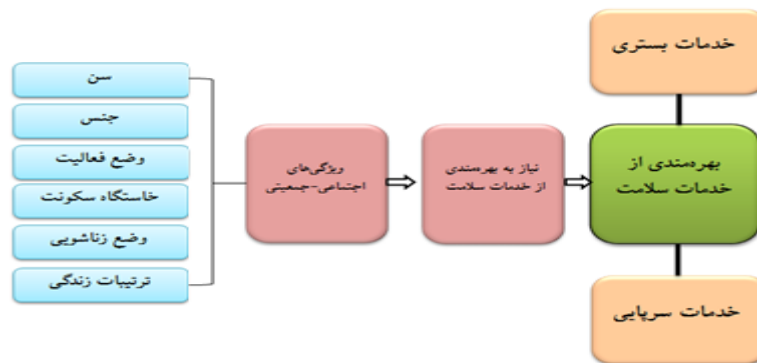 سن
جنس
وضع فعالیت
خاستگاه سکونت
وضع زناشویی
ترتیبات زندگی
ویژگی‌های
اجتماعی-جمعیتی
نیاز به بهره‌مندی
از خدمات سلامت
خدمات بستری
بهره‌مندی از
خدمات سلامت
خدمات سرپایی